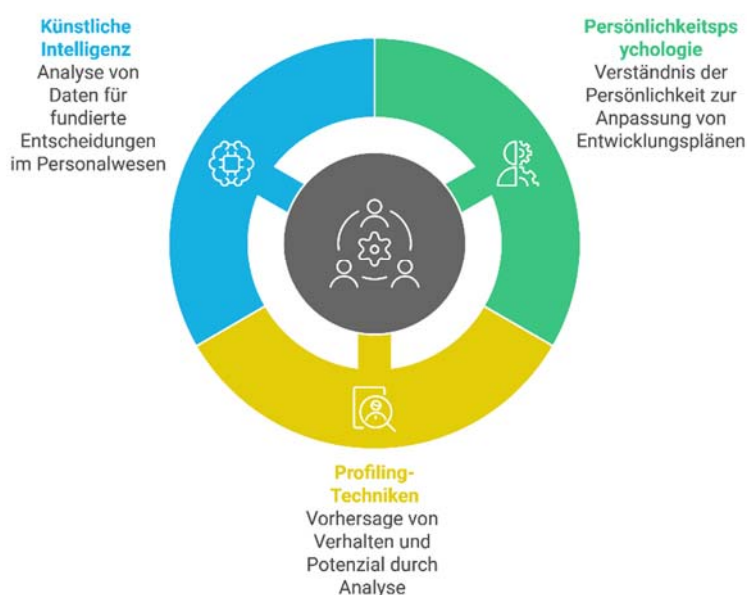 Künstliche
Intelligenz
Analyse von
Daten für
fundierte
Entscheidungen
im Personalwesen
Persönlichkeitsps
ychologie
Verständnis der
Persönlichkeit zur
Anpassung von
Entwicklungsplänen
Profiling-
Techniken
Vorhersage von
Verhalten und
Potenzial durch
Analyse